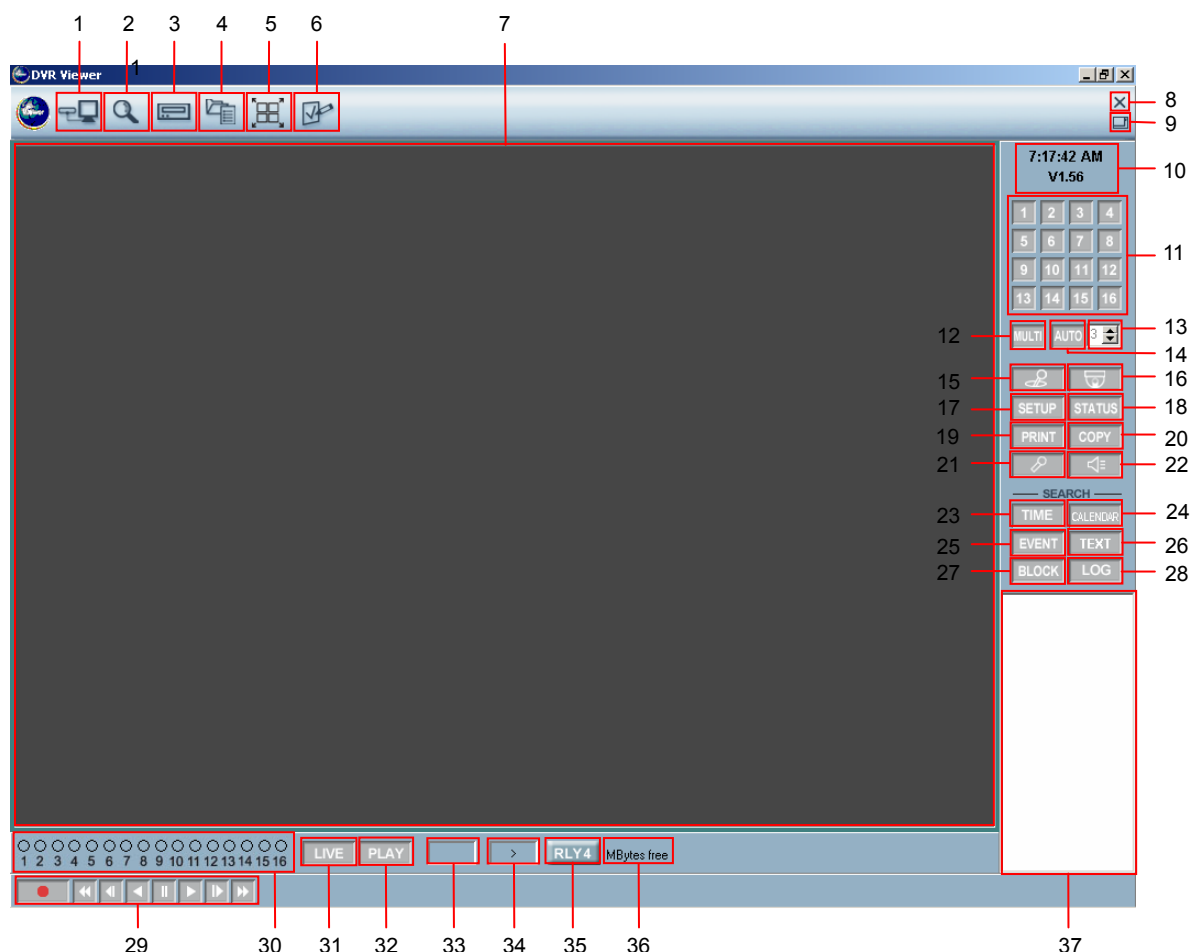 1 2 3 4 5 6 7
DVR Viewer
1
8
9
7:17:42 AM
V1.56
10
1 2 3 4
5 6 7 8
9 10 11 12
13 14 15 16
11
12 MULTI AUTO 3 13
14
15 16
17 SETUP STATUS 18
19 PRINT COPY 20
21 22
SEARCH
23 TIME CALENDAR 24
25 EVENT TEXT 26
27 BLOCK LOG 28
1 2 3 4 5 6 7 8 9 10 11 12 13 14 15 16
LIVE PLAY > RLY4 MBytes free
29 30 31 32 33 34 35 36 37